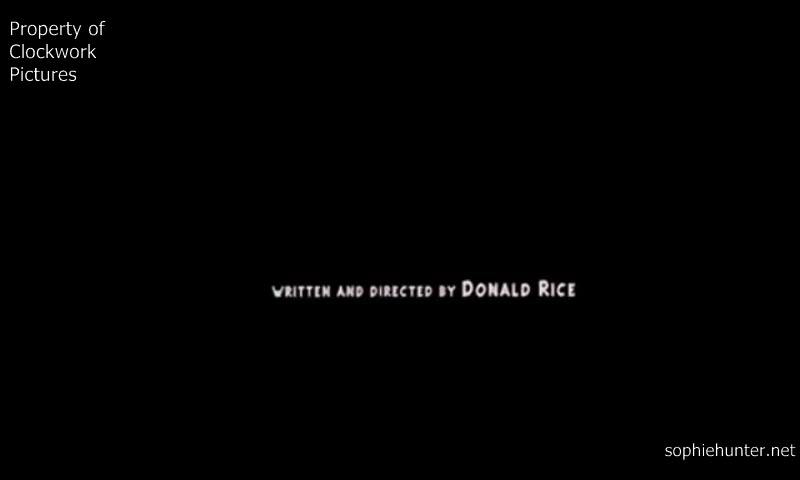 Property of
Clockwork
Pictures
WRITTEN AND DIRECTED BY DONALD RICE
sophiehunter.net